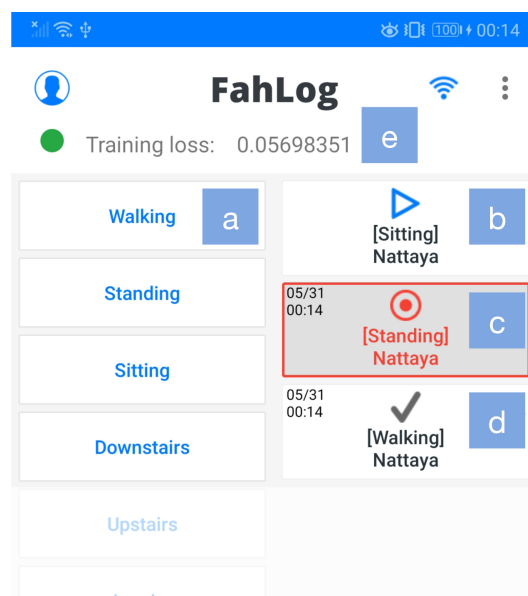 100 00:14
FahLog
Training loss: 0.05698351 e
Walking a
Standing
Sitting
Downstairs
Upstairs
[Sitting] b
Nattaya
05/31
00:14
[Standing] c
Nattaya
05/31
00:14
[Walking] d
Nattaya